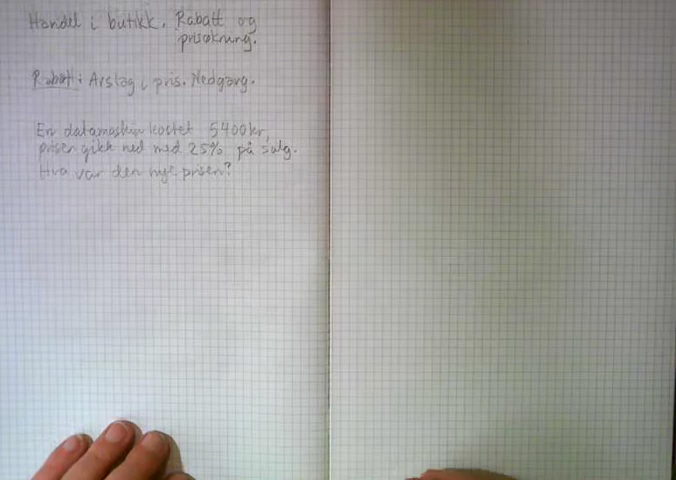 Handel i butikk. Rabatt og
prisøkning.
Rabatt: Avslag i pris. Nedgang.
En datamaskin kostet 5400kr,
prisen gikk ned med 25% på salg.
Hva var den nye prisen?